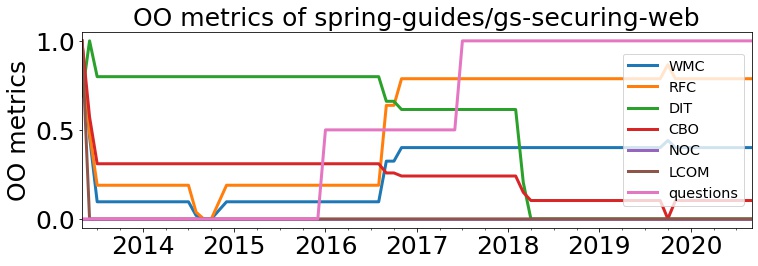 OO metrics of spring-guides/gs-securing-web
OO metrics
1.0
0.5
0.0
WMC
RFC
DIT
CBO
NOC
LCOM
questions
2014 2015 2016 2017 2018 2019 2020